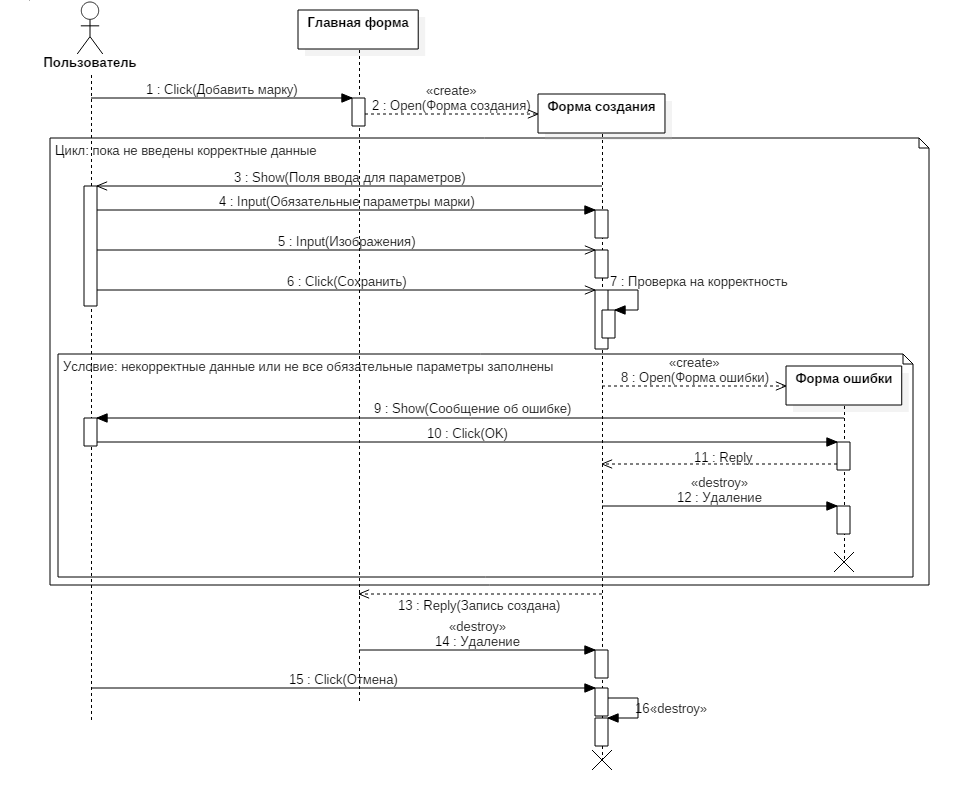 Главная форма
Пользователь
1 : Click(Добавить марку)
«create»
2 : Open(Форма создания)
Форма создания
Цикл: пока не введены корректные данные
3 : Show(Поля ввода для параметров)
4 : Input(Обязательные параметры марки)
5 : Input(Изображения)
6 : Click(Сохранить)
7 : Проверка на корректность
Условие: некорректные данные или не все обязательные параметры заполнены
«create»
8 : Open(Форма ошибки)
Форма ошибки
9 : Show(Сообщение об ошибке)
10 : Click(OK)
11 : Reply
«destroy»
12 : Удаление
13 : Reply(Запись создана)
«destroy»
14 : Удаление
15 : Click(Отмена)
16«destroy»